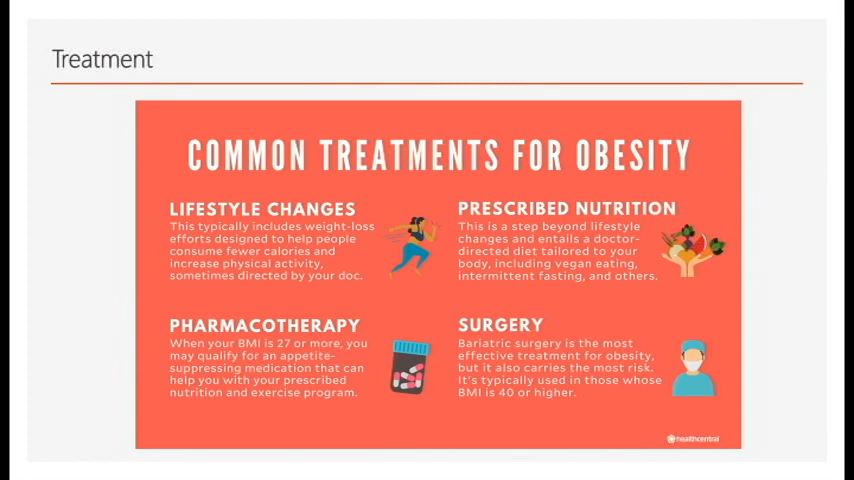 Treatment
COMMON TREATMENTS FOR OBESITY
LIFESTYLE CHANGES
This typically includes weight-loss
efforts designed to help people
consume fewer calories and
increase physical activity,
sometimes directed by your doc.
PRESCRIBED NUTRITION
This is a step beyond lifestyle
changes and entails a doctor-
directed diet tailored to your
body, including vegan eating,
intermittent fasting, and others.
PHARMACOTHERAPY
When your BMI is 27 or more, you
may qualify for an appetite-
suppressing medication that can
help you with your prescribed
nutrition and exercise program.
SURGERY
Bariatric surgery is the most
effective treatment for obesity,
but it also carries the most risk.
It's typically used in those whose
BMI is 40 or higher.
healthcentral